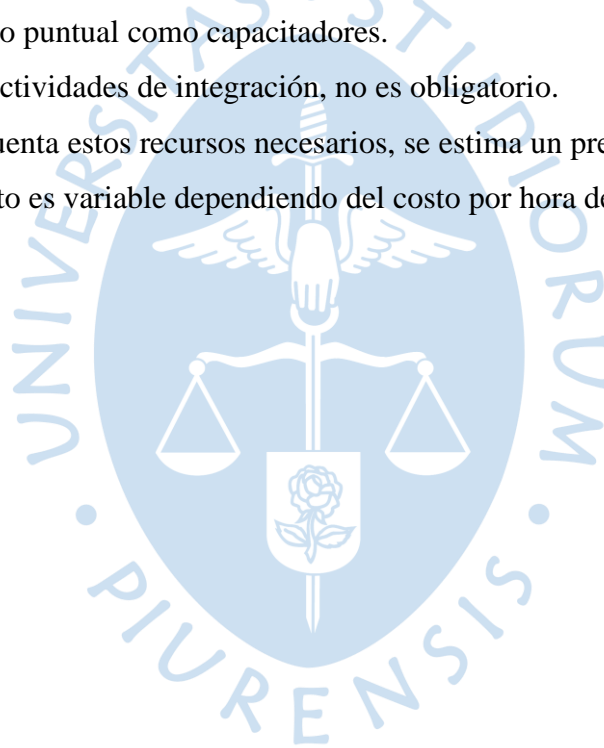 o puntual como capacitadores.
ctividades de integración, no es obligatorio.
uenta estos recursos necesarios, se estima un pre
to es variable dependiendo del costo por hora de
UNIVERSITAS STUDIORUM
PIURENSIS